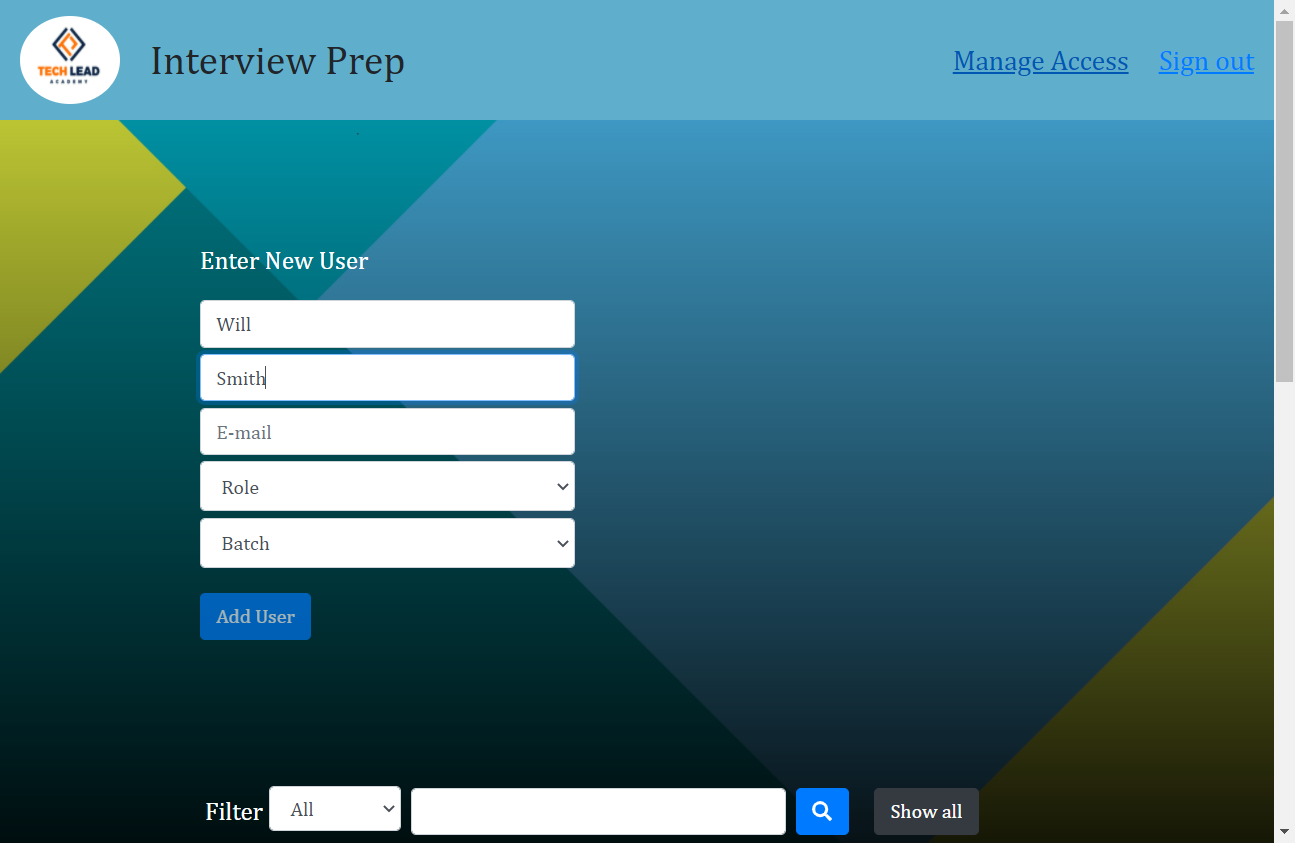 TECH LEAD
ACADEMY
Interview Prep
Manage Access
Sign out
Enter New User
Will
Smith
E-mail
Role
Batch
Add User
Filter
All
Show all